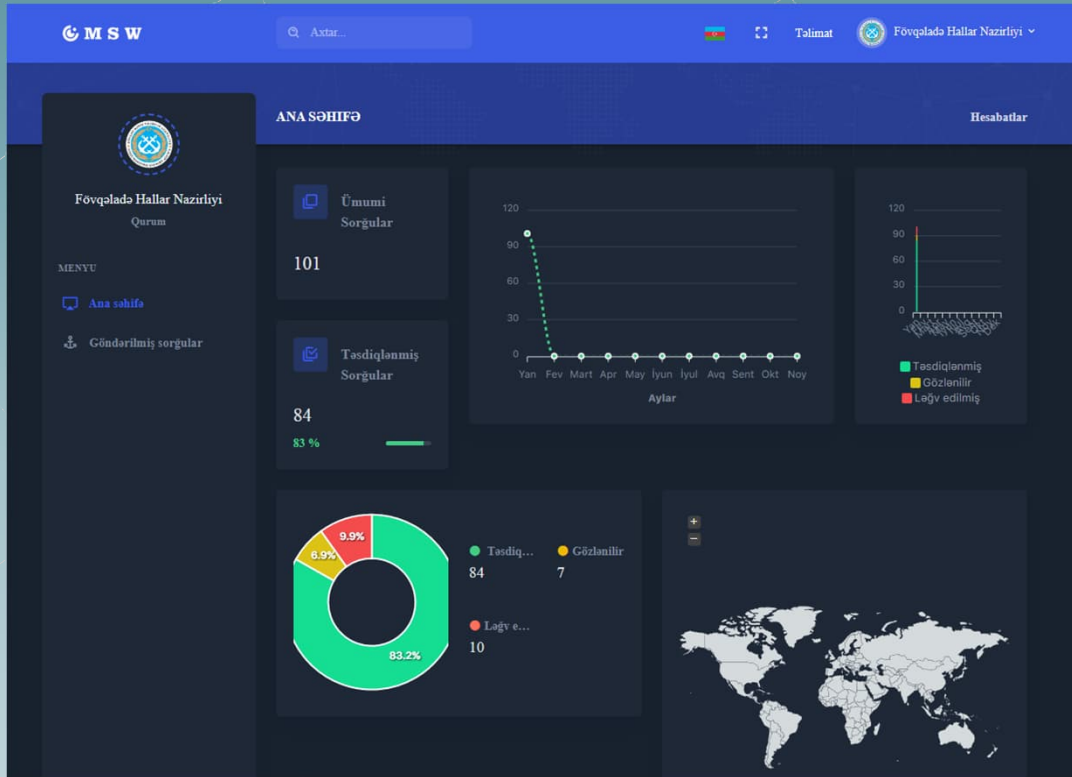 MSW
Axtar...
Təlimat
Fövqəladə Hallar Nazirliyi
ANA SƏHIFƏ
Hesabatlar
Fövqəladə Hallar Nazirliyi
Qurum
MENYU
Ana səhifə
Göndərilmiş sorğular
Ümumi
Sorğular
101
Təsdiqlənmiş
Sorğular
84
83 %
120
90
60
30
0
Yan Fev Mart Apr May İyun İyul Avq Sent Okt Noy
Aylar
120
90
60
30
0
Təsdiqlənmiş
Gözlənilir
Ləğv edilmiş
9.9%
6.9%
83.2%
Təsdiq... Gözlənilir
84 7
Ləğv e...
10
+
−